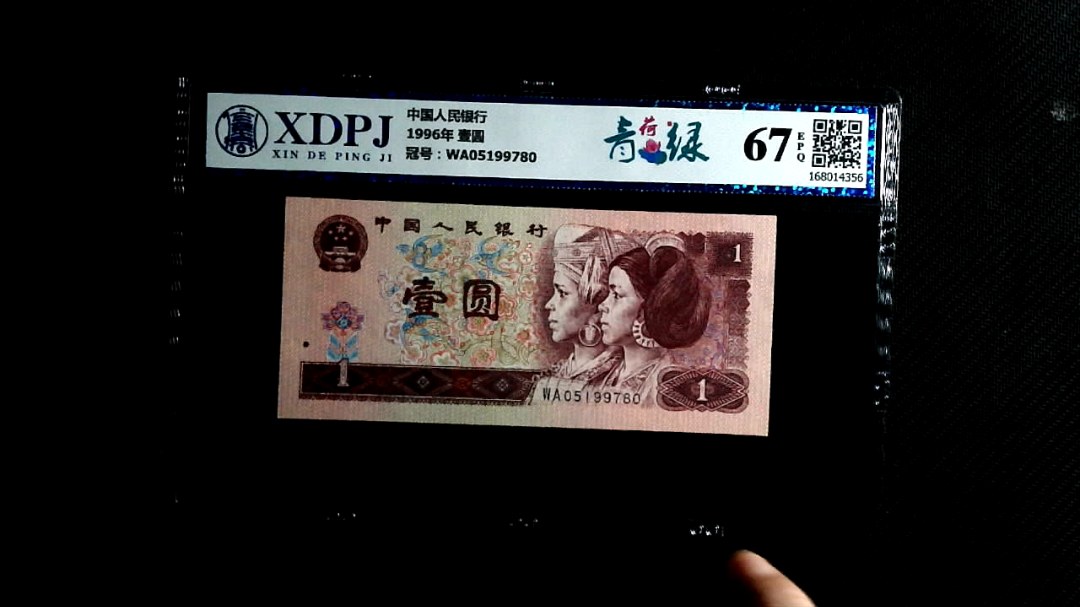 XDPJ
XIN DE PING JI
中国人民银行
1996年 壹圆
冠号：WA05199780
青荷绿
67
EPQ
168014356
中国人民银行
1
壹圆
1
WA05199780
1